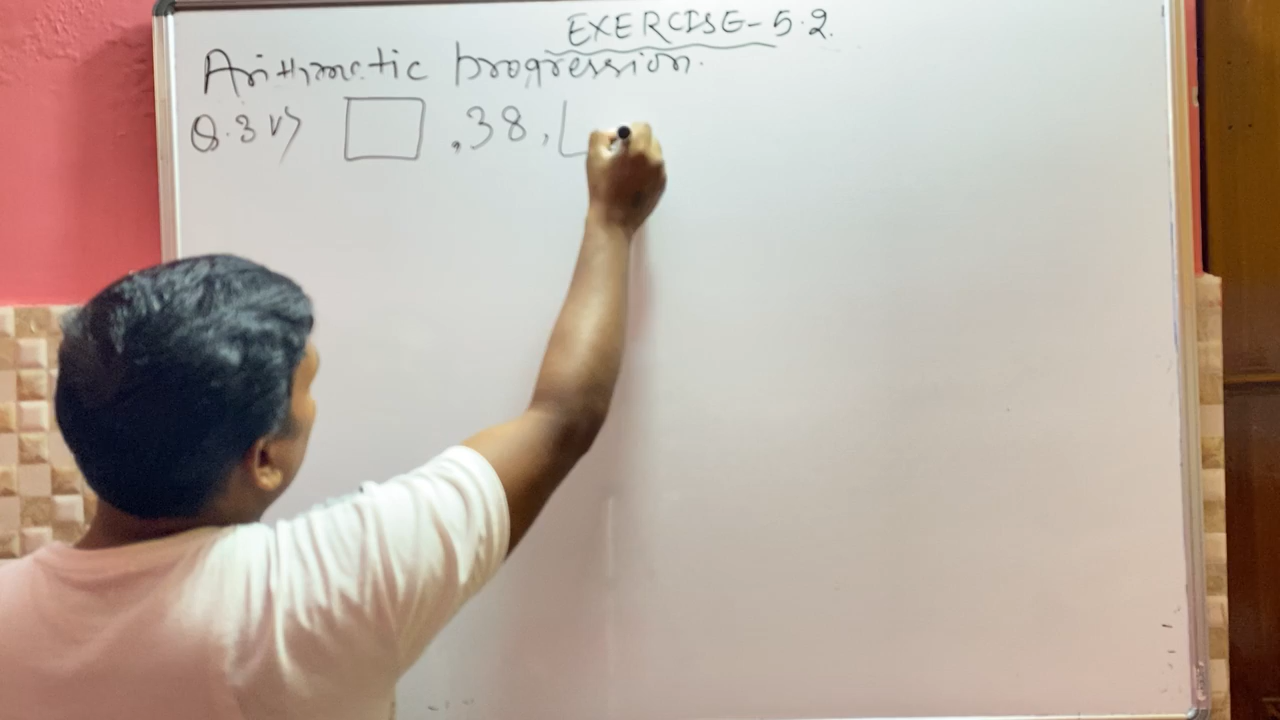 EXERCISE-5.2.
Arithmetic progression.
Q.3 v> , 38,